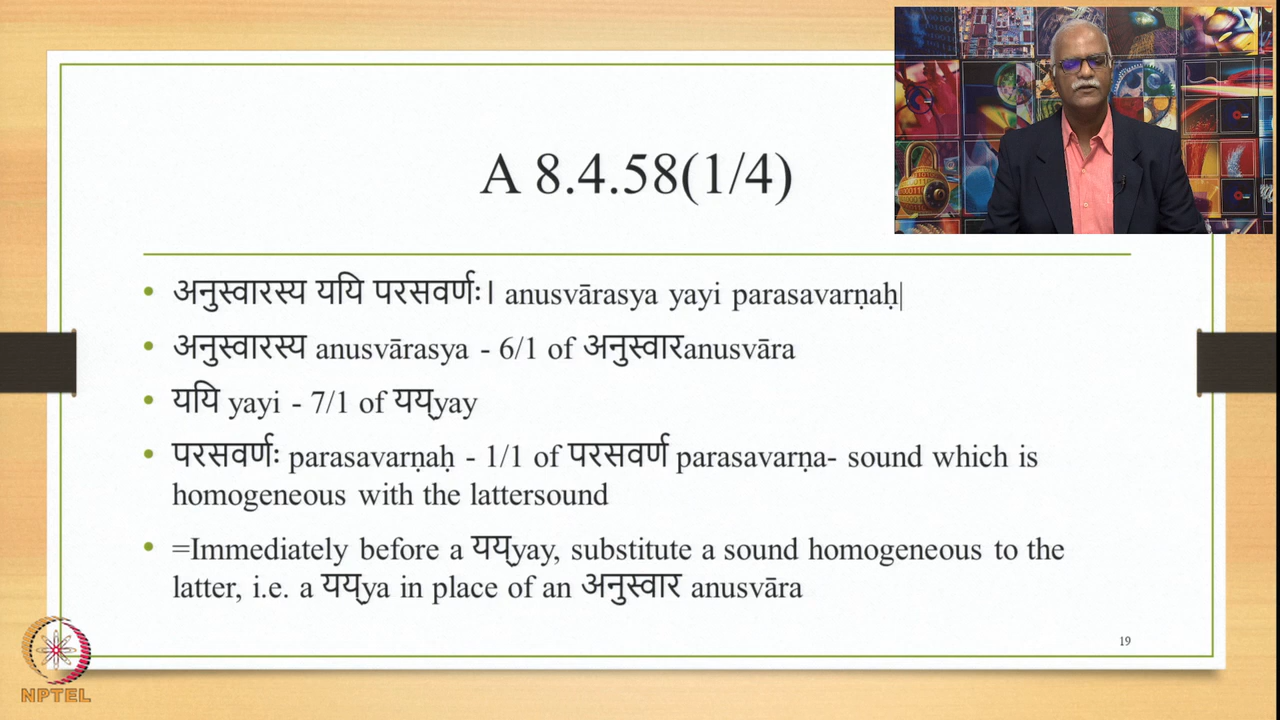 A 8.4.58(1/4)
• अनुस्वारस्य ययि परसवर्णः। anusvārasya yayi parasavarṇaḥ|
• अनुस्वारस्य anusvārasya - 6/1 of अनुस्वारanusvāra
• ययि yayi - 7/1 of यय्yay
• परसवर्णः parasavarṇaḥ - 1/1 of परसवर्ण parasavarṇa- sound which is
homogeneous with the lattersound
• =Immediately before a यय्yay, substitute a sound homogeneous to the
latter, i.e. a यय्ya in place of an अनुस्वार anusvāra
19
NPTEL